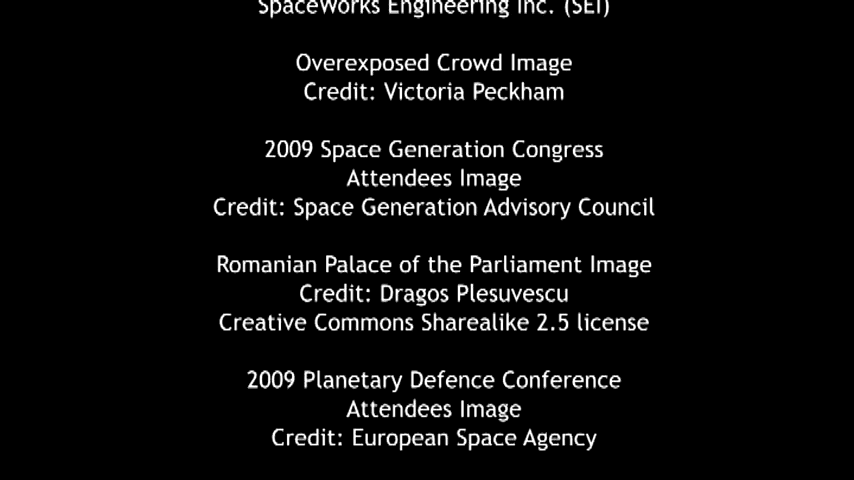 SpaceWorks Engineering Inc. (SEI)
Overexposed Crowd Image
Credit: Victoria Peckham
2009 Space Generation Congress
Attendees Image
Credit: Space Generation Advisory Council
Romanian Palace of the Parliament Image
Credit: Dragos Plesuvescu
Creative Commons Sharealike 2.5 license
2009 Planetary Defence Conference
Attendees Image
Credit: European Space Agency